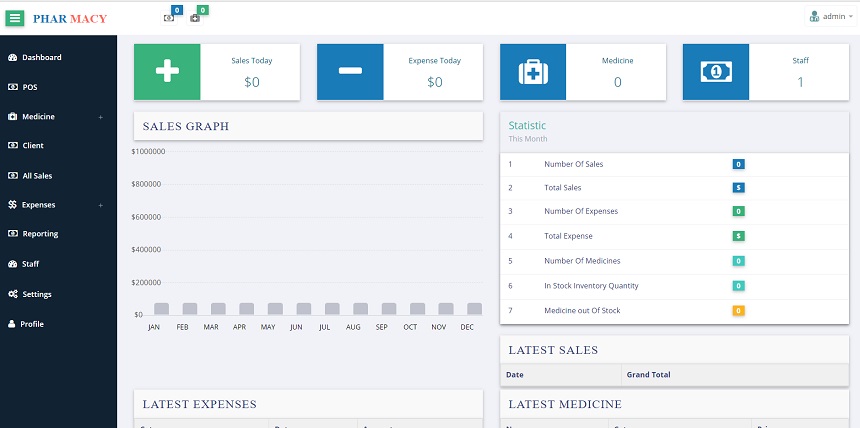 PHAR MACY
0
0
admin
Dashboard
POS
Medicine +
Client
All Sales
Expenses +
Reporting
Staff
Settings
Profile
Sales Today
$0
Expense Today
$0
Medicine
0
1
Staff
1
SALES GRAPH
$1000000
$800000
$600000
$400000
$200000
$0
JAN FEB MAR APR MAY JUN JUL AUG SEP OCT NOV DEC
Statistic
This Month
1 Number Of Sales 0
2 Total Sales $
3 Number Of Expenses 0
4 Total Expense $
5 Number Of Medicines 0
6 In Stock Inventory Quantity 0
7 Medicine out Of Stock 0
LATEST SALES
Date Grand Total
LATEST EXPENSES
LATEST MEDICINE